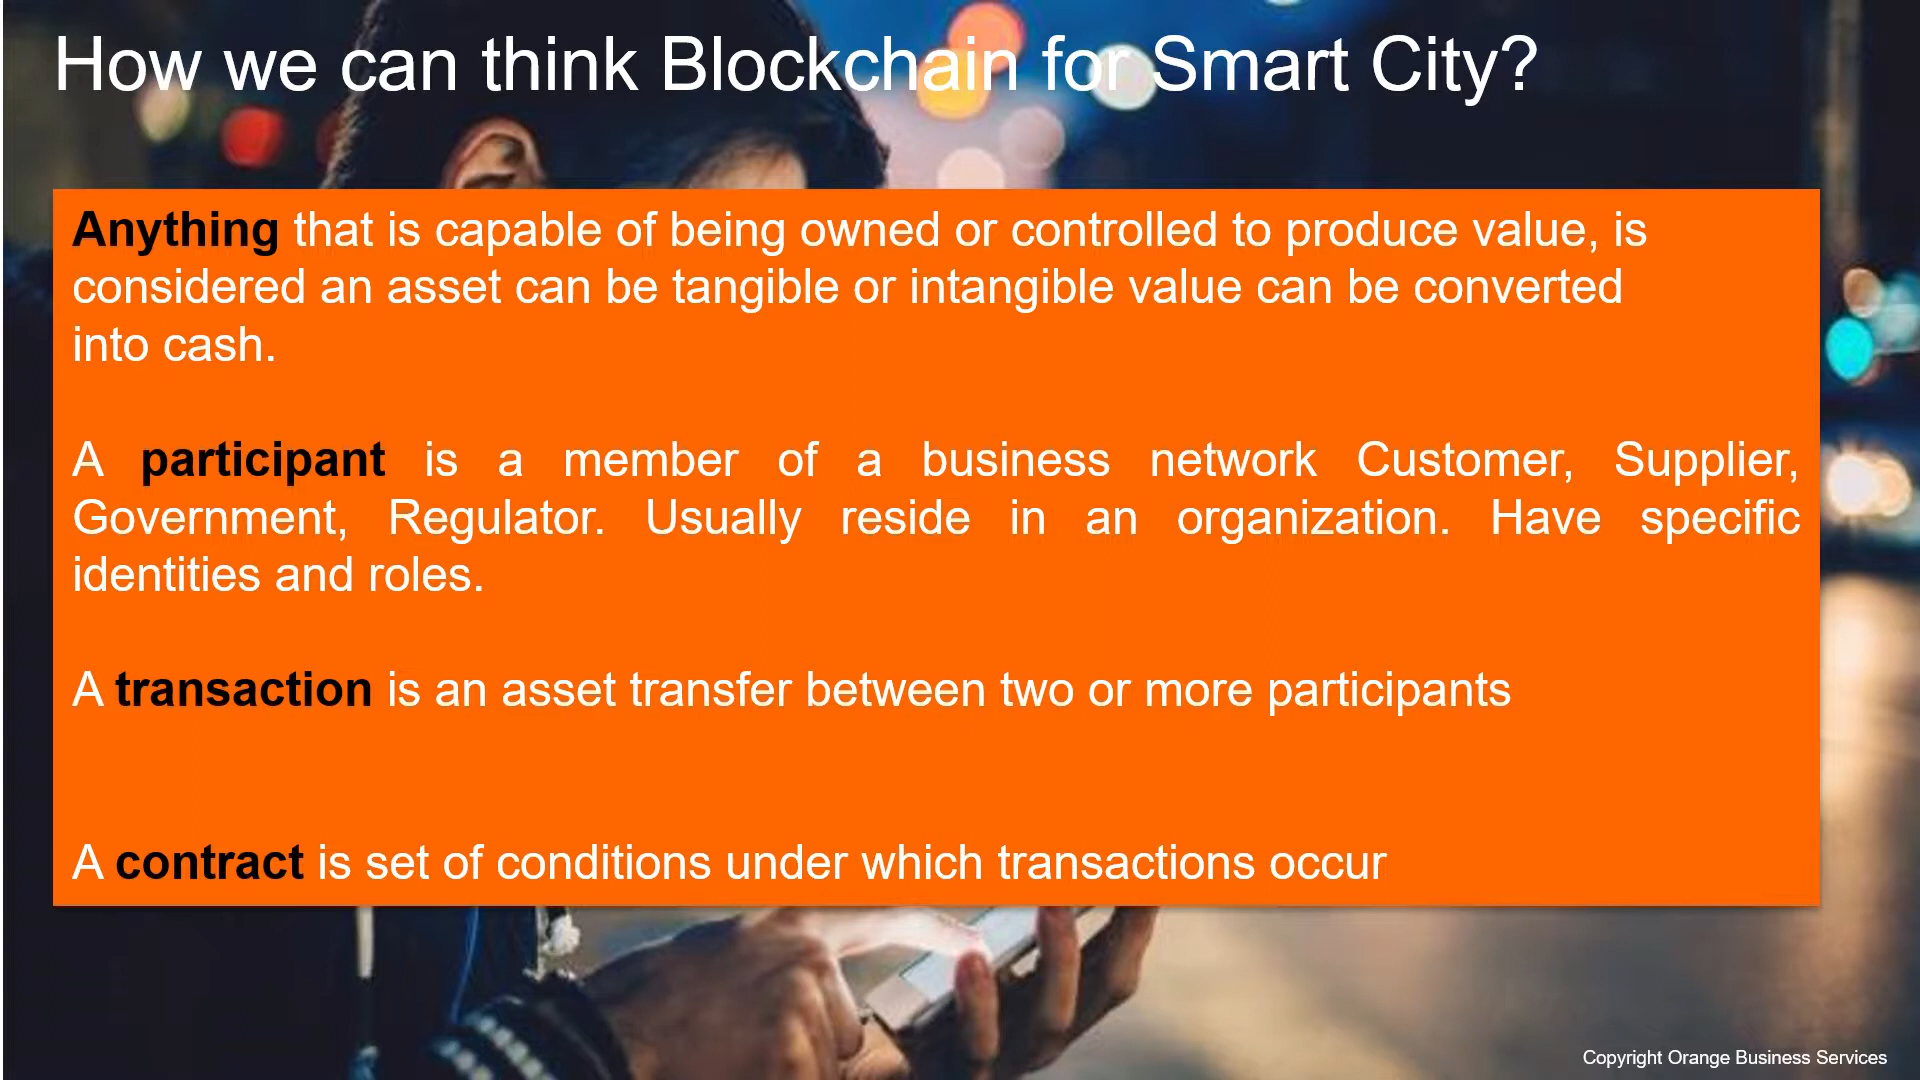 How we can think Blockchain for Smart City?
Anything that is capable of being owned or controlled to produce value, is
considered an asset can be tangible or intangible value can be converted
into cash.
A participant is a member of a business network Customer, Supplier,
Government, Regulator. Usually reside in an organization. Have specific
identities and roles.
A transaction is an asset transfer between two or more participants
A contract is set of conditions under which transactions occur
Copyright Orange Business Services